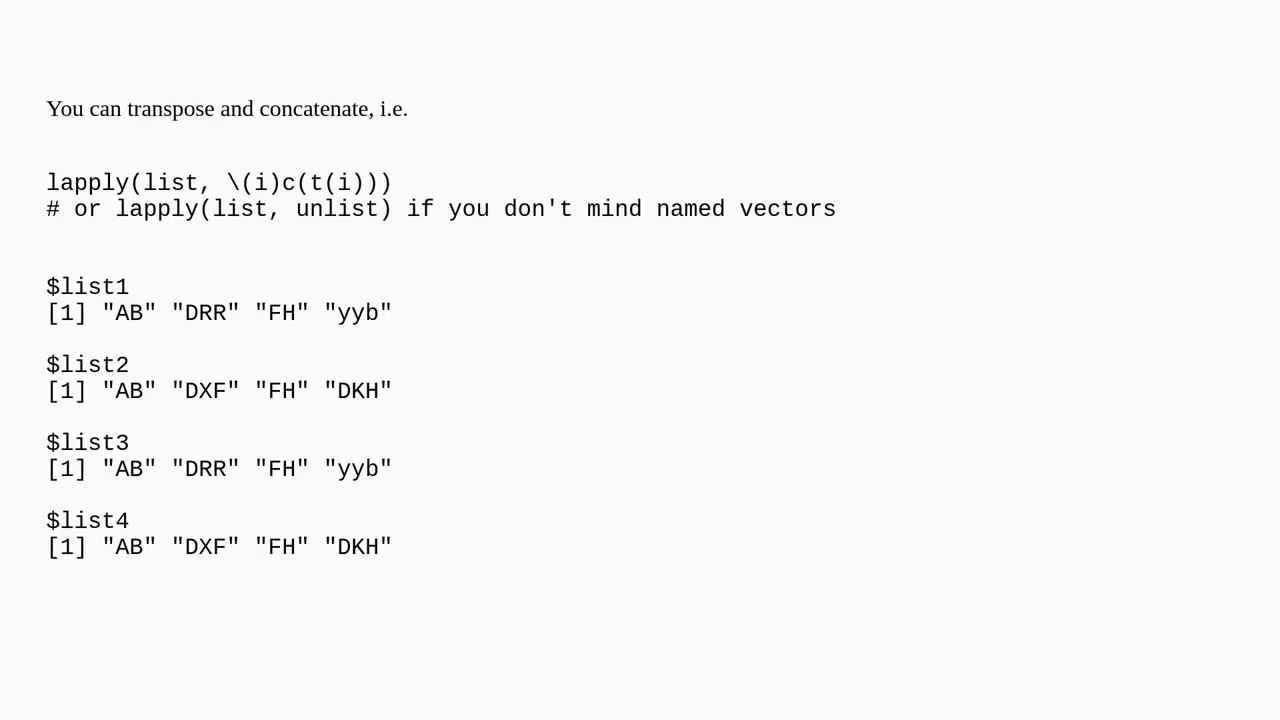 You can transpose and concatenate, i.e.
lapply(list, \(i)c(t(i)))
# or lapply(list, unlist) if you don't mind named vectors
$list1
[1] "AB" "DRR" "FH" "yyb"
$list2
[1] "AB" "DXF" "FH" "DKH"
$list3
[1] "AB" "DRR" "FH" "yyb"
$list4
[1] "AB" "DXF" "FH" "DKH"